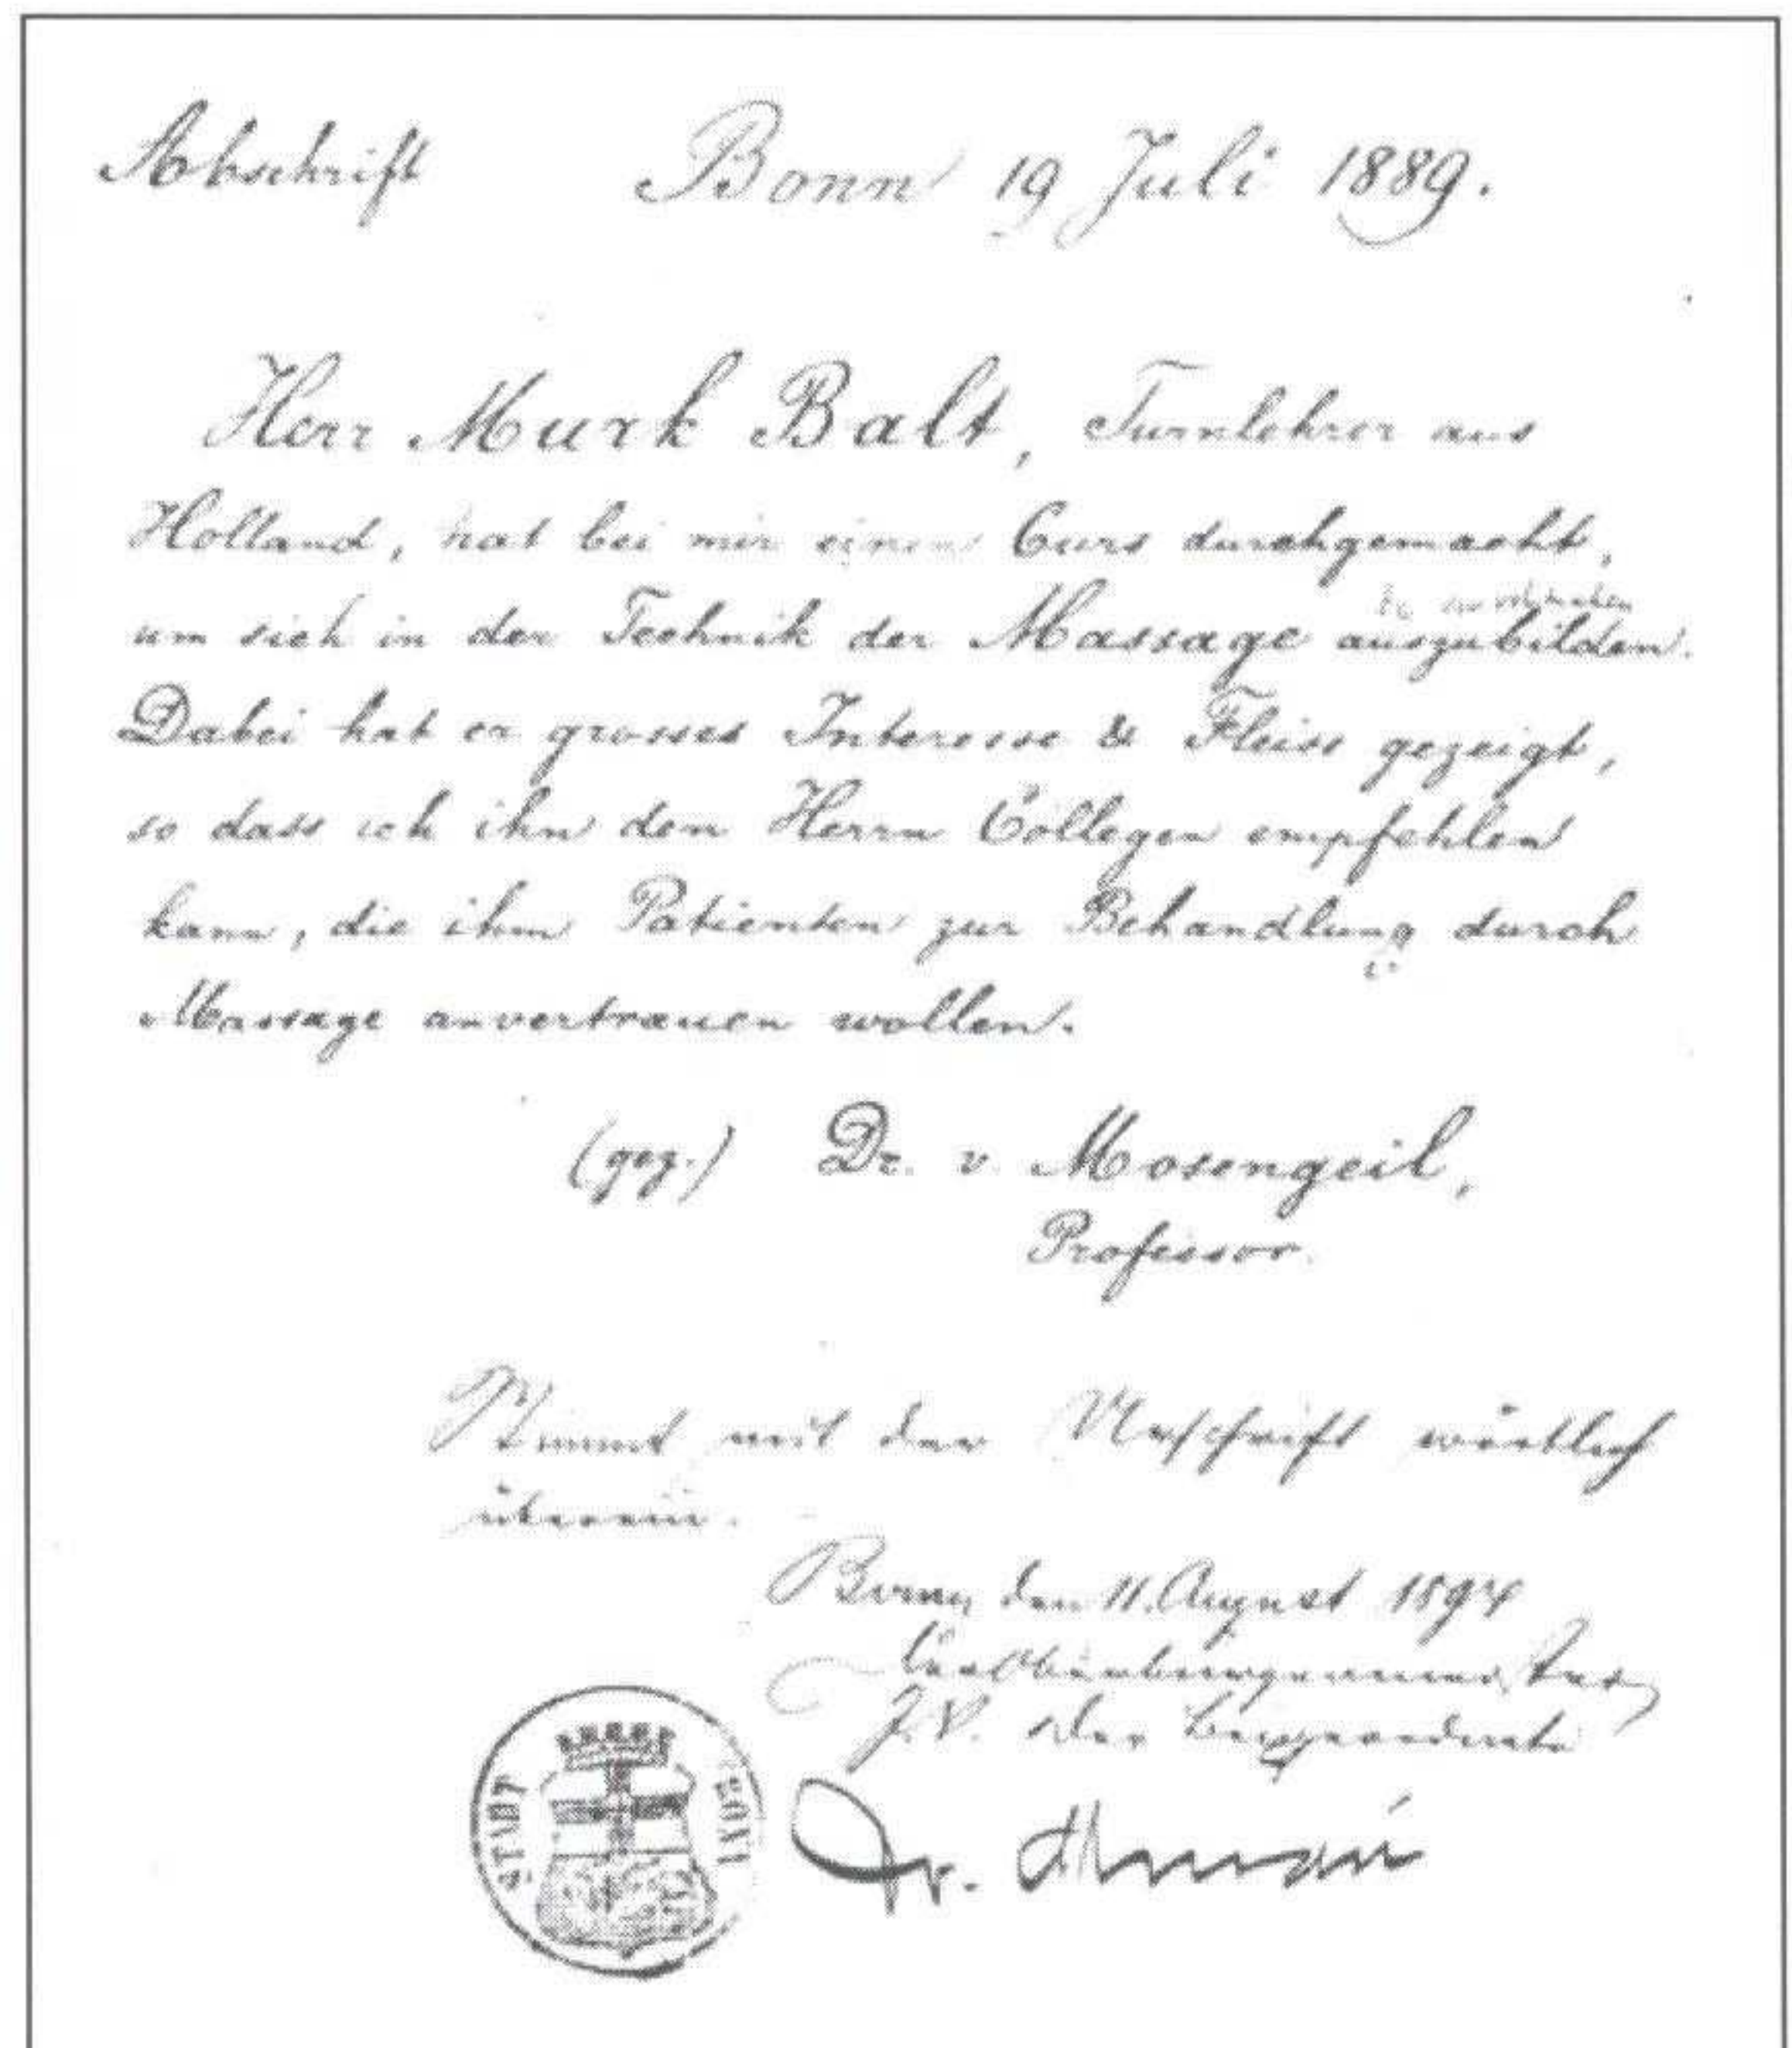 Abschrift Bonn 19 Juli 1889.
Herr Murk Balt, Turnlehrer aus
Holland, hat bei mir einen Curs durchgemacht,
um sich in der Technik der Massage auszubilden.
Dabei hat er grosses Interesse & Fleiss gezeigt,
so dass ich ihn den Herrn Collegen empfehlen
kann, die ihm Patienten zur Behandlung durch
Massage anvertrauen wollen.
(gez.) Dr. v. Mosengeil,
Professor.
Stimmt mit der Urschrift wörtlich
überein.
Bonn, den 11. August 1894
J. V. Der Beigeordnete
Dr.
STADT BONN